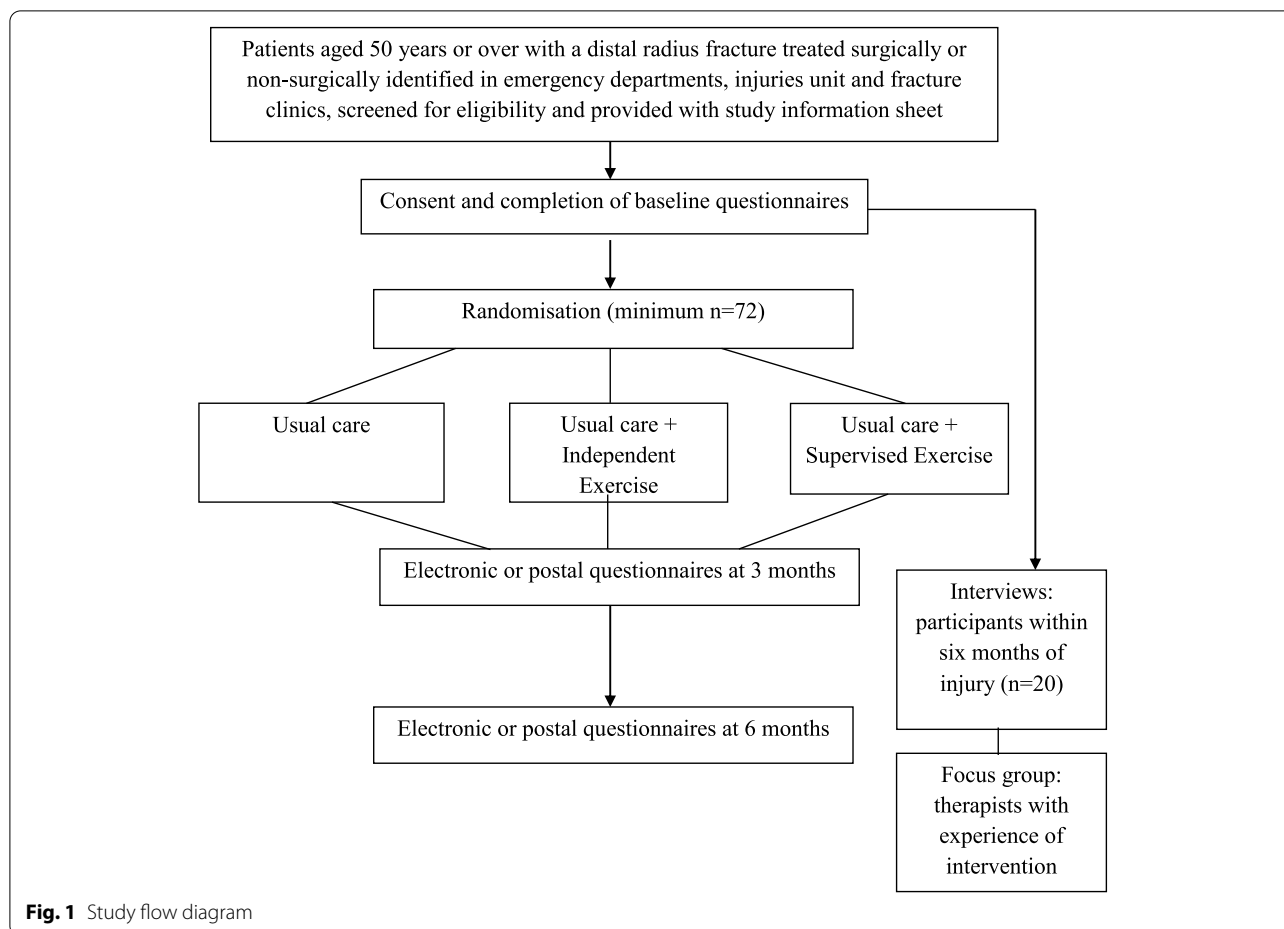 Patients aged 50 years or over with a distal radius fracture treated surgically or
non-surgically identified in emergency departments, injuries unit and fracture
clinics, screened for eligibility and provided with study information sheet
Consent and completion of baseline questionnaires
Randomisation (minimum n=72)
Usual care
Usual care +
Independent
Exercise
Usual care +
Supervised Exercise
Electronic or postal questionnaires at 3 months
Electronic or postal questionnaires at 6 months
Interviews:
participants within
six months of
injury (n=20)
Focus group:
therapists with
experience of
intervention
Fig. 1 Study flow diagram